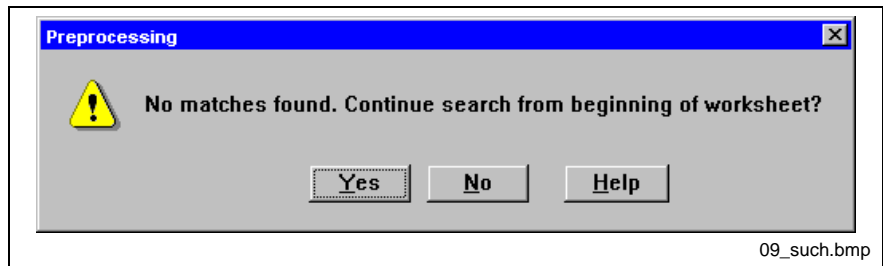 Preprocessing
No matches found. Continue search from beginning of worksheet?
Yes No Help
09_such.bmp